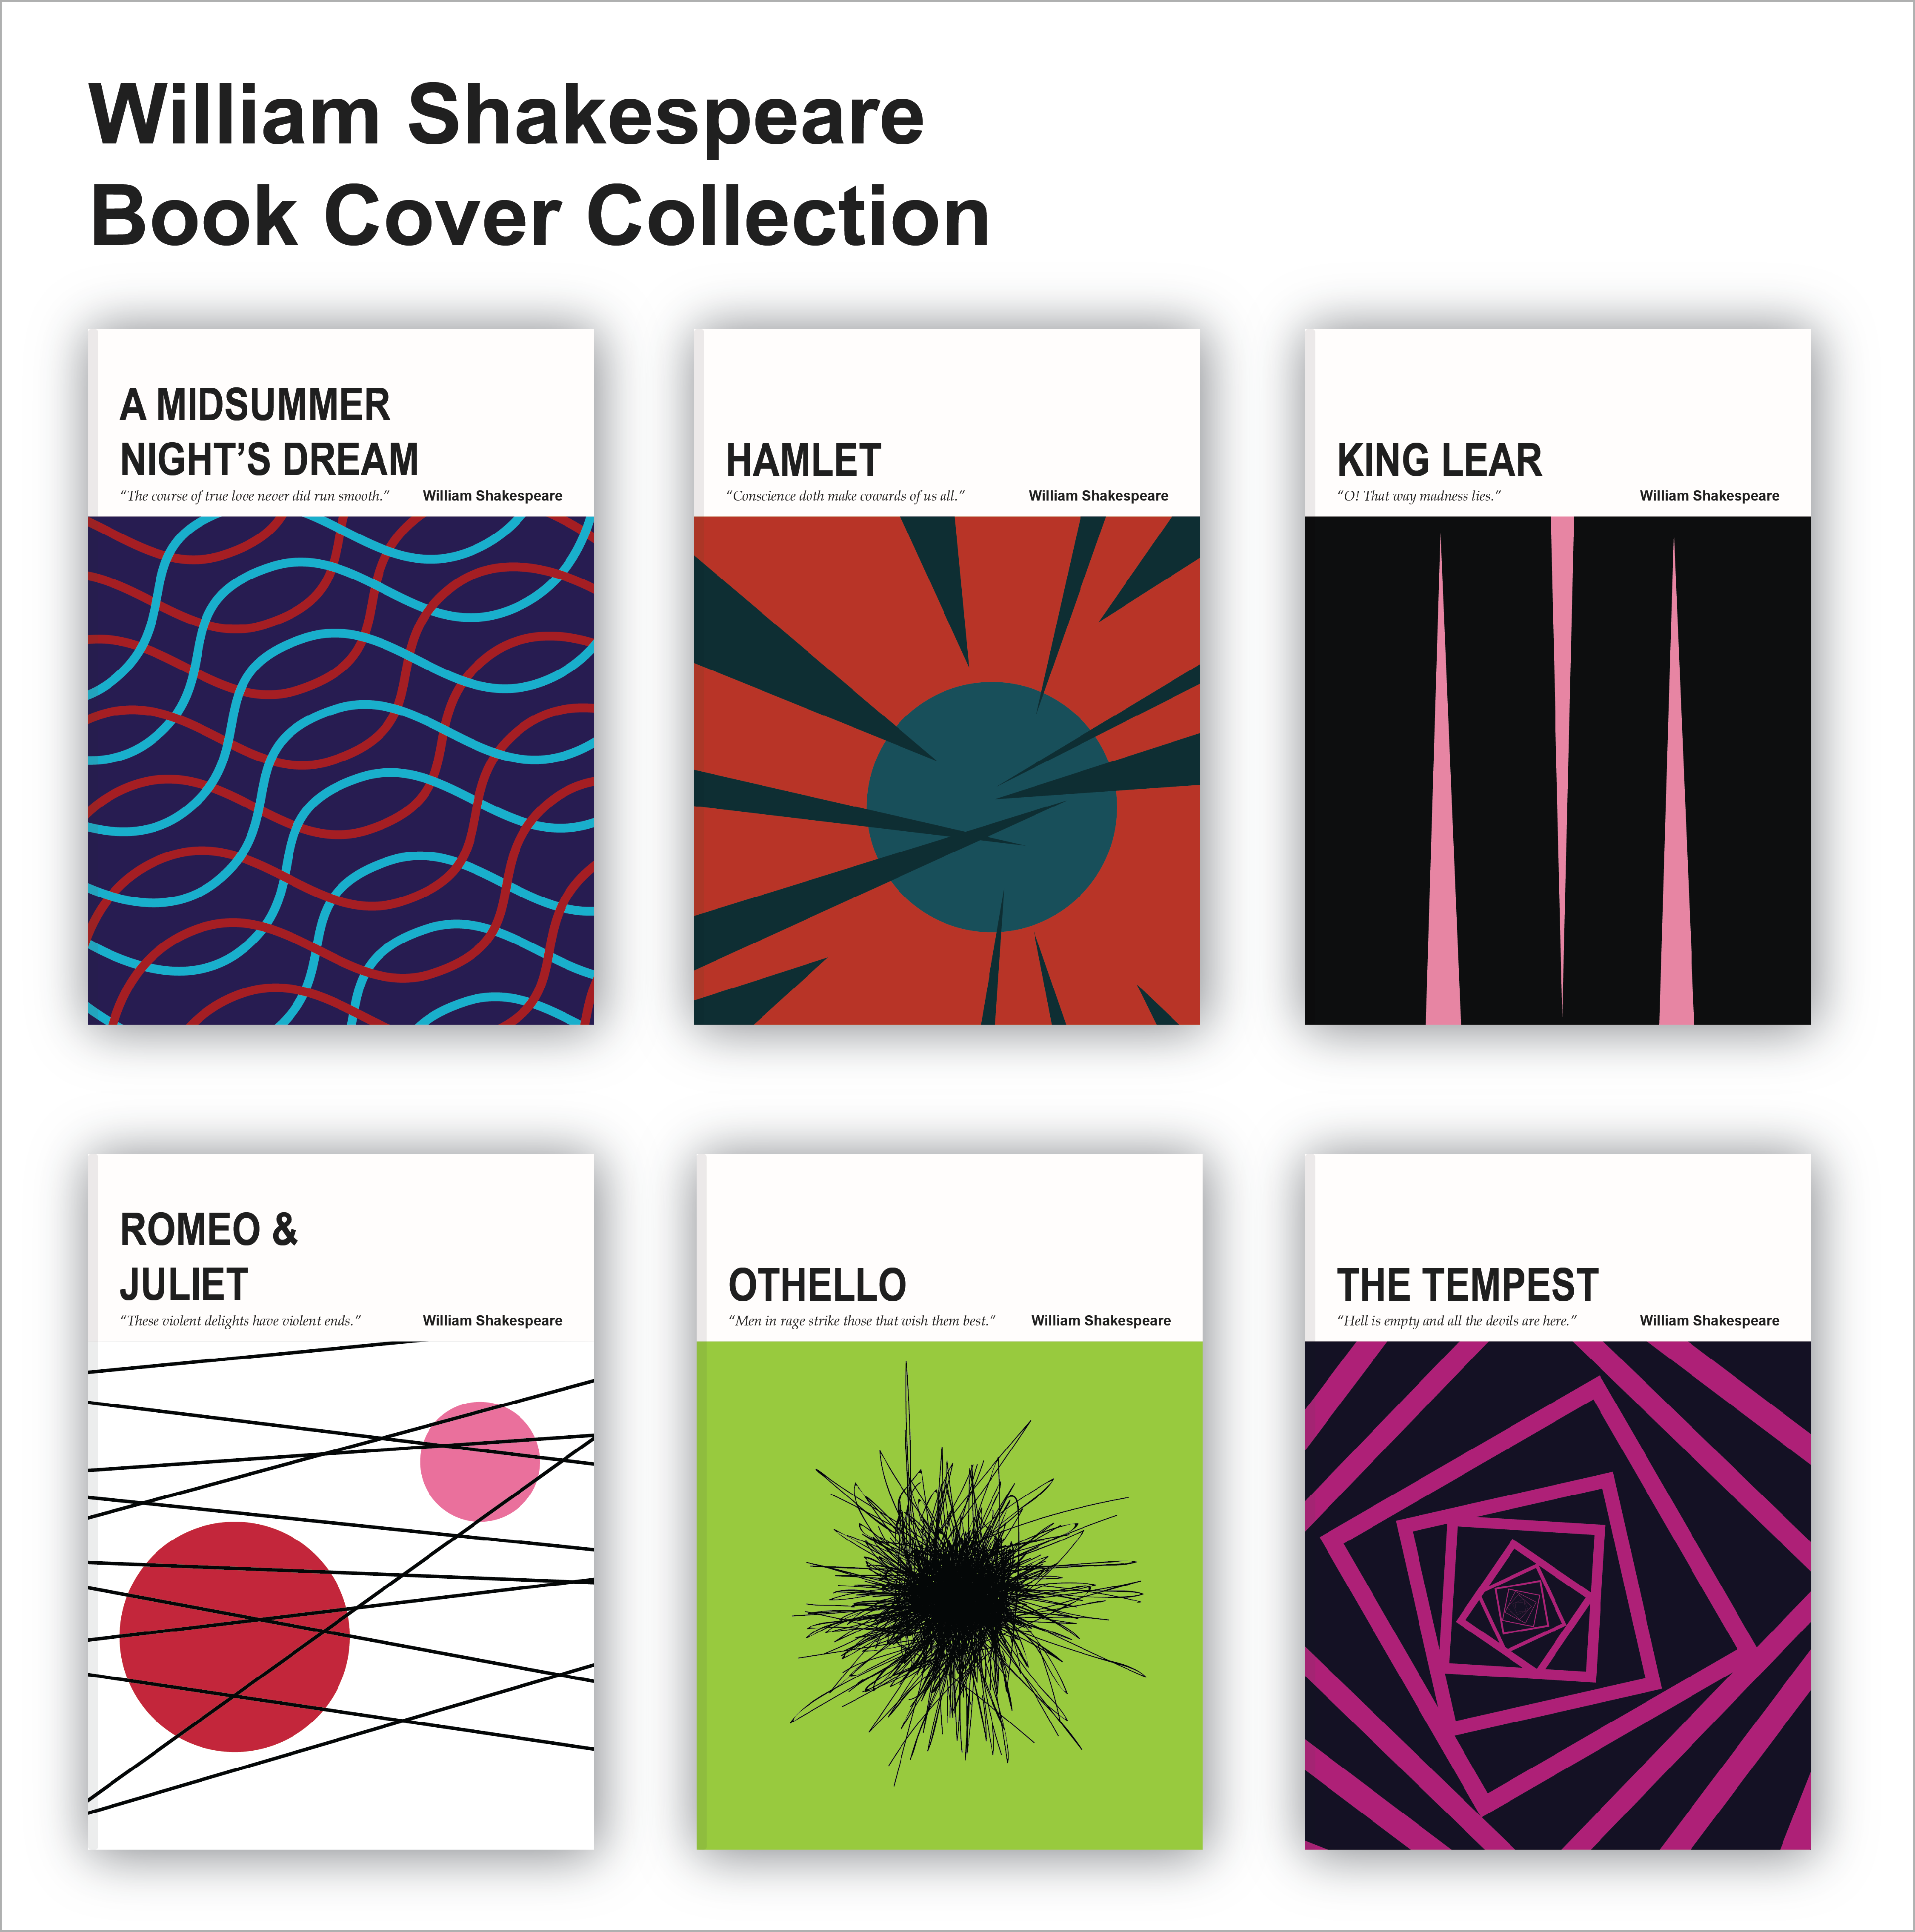 William Shakespeare
Book Cover Collection
A MIDSUMMER
NIGHT’S DREAM
“The course of true love never did run smooth.” William Shakespeare
HAMLET
“Conscience doth make cowards of us all.” William Shakespeare
KING LEAR
“O! That way madness lies.” William Shakespeare
ROMEO &
JULIET
“These violent delights have violent ends.” William Shakespeare
OTHELLO
“Men in rage strike those that wish them best.” William Shakespeare
THE TEMPEST
“Hell is empty and all the devils are here.” William Shakespeare